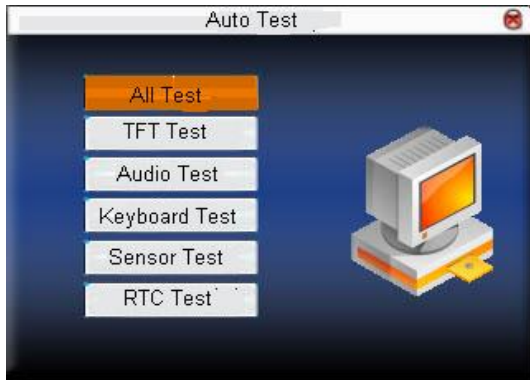 Auto Test
All Test
TFT Test
Audio Test
Keyboard Test
Sensor Test
RTC Test